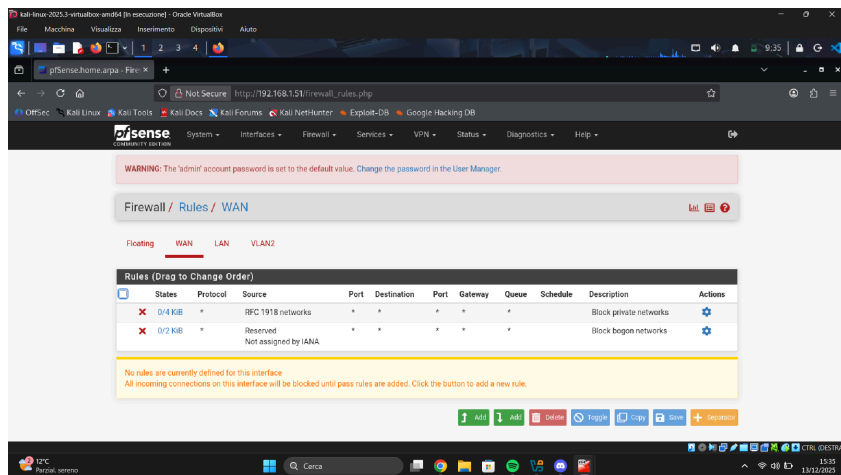 kali-linux-2025.3-virtualbox-amd64 [In esecuzione] - Oracle VirtualBox
File Macchina Visualizza Inserimento Dispositivi Aiuto
1 2 3 4 9:35
pfSense.home.arpa - Fire × +
Not Secure http://192.168.1.51/firewall_rules.php
OffSec Kali Linux Kali Tools Kali Docs Kali Forums Kali NetHunter Exploit-DB Google Hacking DB
pfsense System Interfaces Firewall Services VPN Status Diagnostics Help
COMMUNITY EDITION
WARNING: The 'admin' account password is set to the default value. Change the password in the User Manager.
Firewall / Rules / WAN
Floating WAN LAN VLAN2
Rules (Drag to Change Order)
States Protocol Source Port Destination Port Gateway Queue Schedule Description Actions
0/4 KiB * RFC 1918 networks * * * * * Block private networks
0/2 KiB * Reserved * * * * * Block bogon networks
Not assigned by IANA
No rules are currently defined for this interface
All incoming connections on this interface will be blocked until pass rules are added. Click the button to add a new rule.
Add Add Delete Toggle Copy Save Separator
CTRL (DESTRA
12°C
Parzial. sereno
Cerca
15:35
13/12/2025